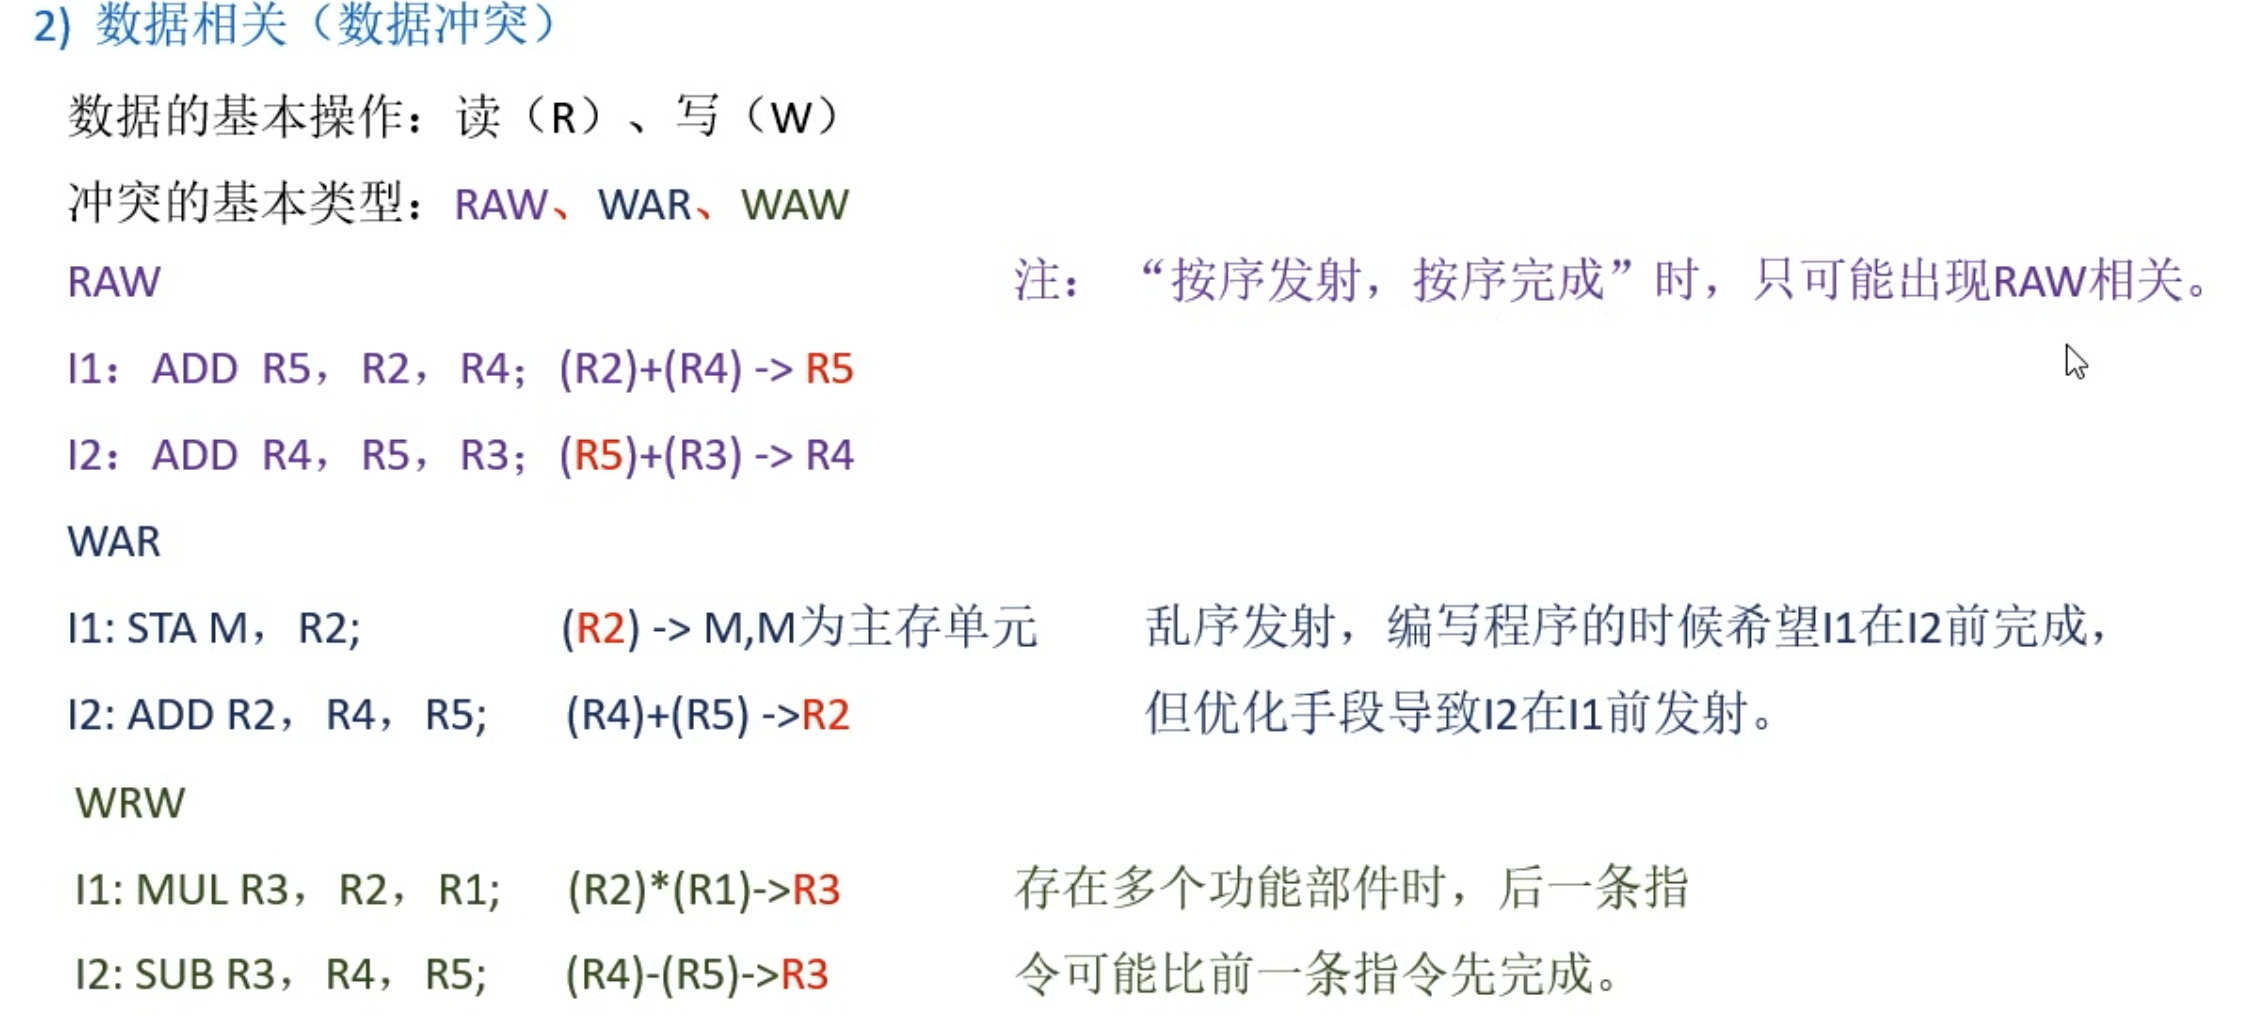 2) 数据相关（数据冲突）
数据的基本操作：读（R）、写（W）
冲突的基本类型：RAW、WAR、WAW
RAW
注： “按序发射，按序完成”时，只可能出现RAW相关。
I1： ADD R5， R2， R4；(R2)+(R4) -> R5
I2： ADD R4， R5， R3；(R5)+(R3) -> R4
WAR
I1: STA M， R2; (R2) -> M,M为主存单元
乱序发射，编写程序的时候希望I1在I2前完成，
I2: ADD R2， R4， R5; (R4)+(R5) ->R2
但优化手段导致I2在I1前发射。
WRW
I1: MUL R3， R2， R1; (R2)*(R1)->R3
存在多个功能部件时，后一条指
I2: SUB R3， R4， R5; (R4)-(R5)->R3
令可能比前一条指令先完成。